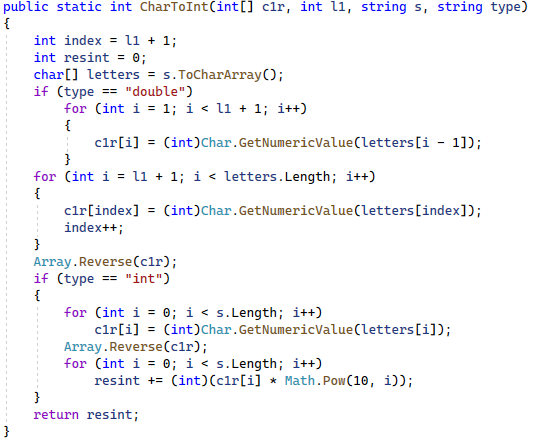 public static int CharToInt(int[] c1r, int l1, string s, string type)
{
    int index = l1 + 1;
    int resint = 0;
    char[] letters = s.ToCharArray();
    if (type == "double")
        for (int i = 1; i < l1 + 1; i++)
        {
            c1r[i] = (int)Char.GetNumericValue(letters[i - 1]);
        }
    for (int i = l1 + 1; i < letters.Length; i++)
    {
        c1r[index] = (int)Char.GetNumericValue(letters[index]);
        index++;
    }
    Array.Reverse(c1r);
    if (type == "int")
    {
        for (int i = 0; i < s.Length; i++)
            c1r[i] = (int)Char.GetNumericValue(letters[i]);
        Array.Reverse(c1r);
        for (int i = 0; i < s.Length; i++)
            resint += (int)(c1r[i] * Math.Pow(10, i));
    }
    return resint;
}